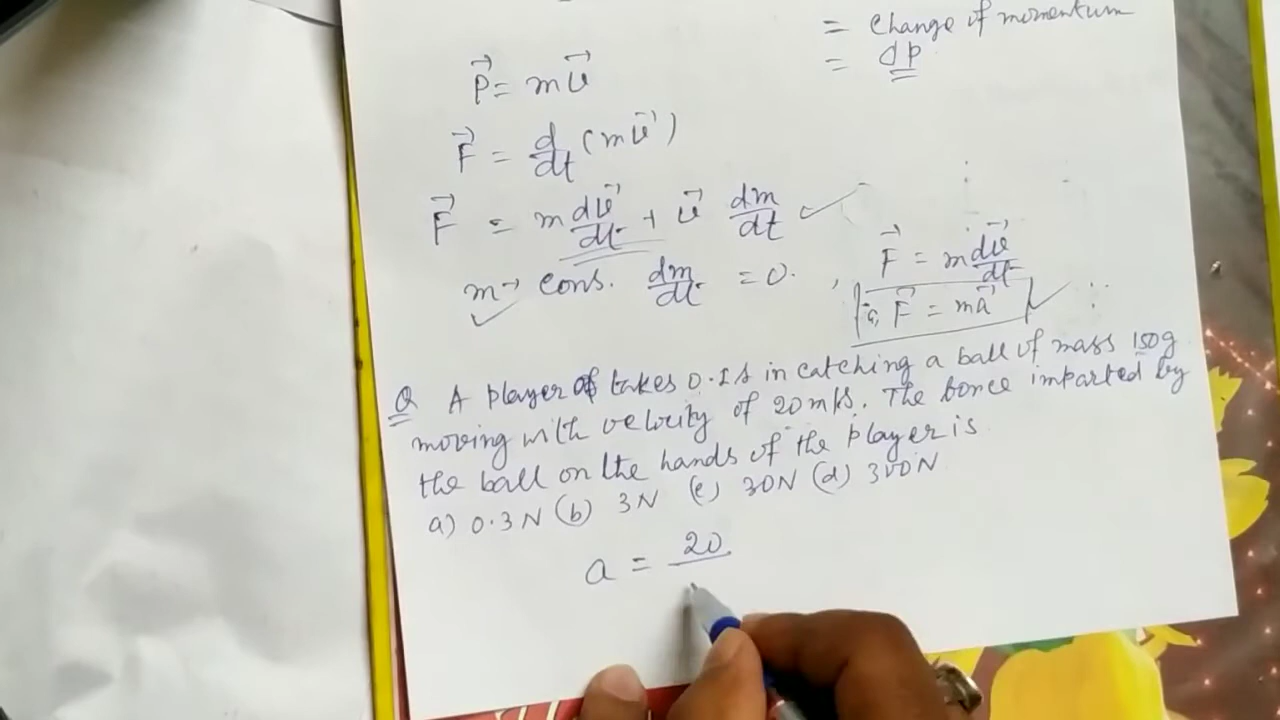 = Change of momentum
= dp
P⃗ = mv⃗
F⃗ = d/dt (mv⃗)
F⃗ = m dv⃗/dt + v⃗ dm/dt ✓
m → cons. dm/dt = 0. , F⃗ = m dv⃗/dt
F⃗ = ma⃗ ✓
Q A player takes 0.1s in catching a ball of mass 150g
moving with velocity of 20 m/s. The force imparted by
the ball on the hands of the player is
a) 0.3N (b) 3N (c) 30N (d) 300N
a = 20